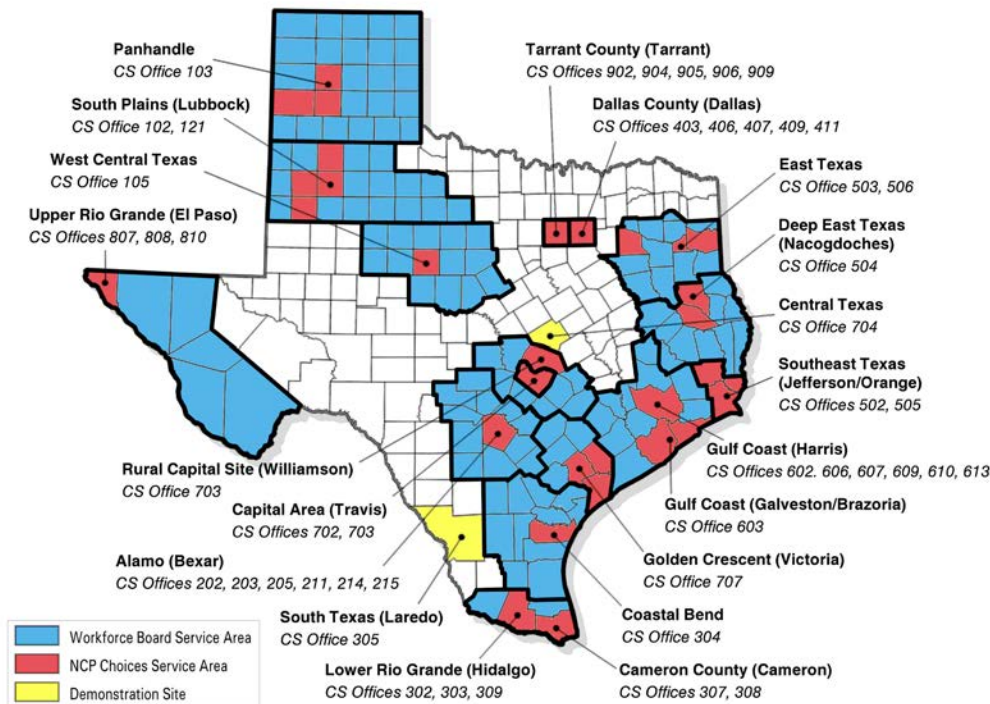 Panhandle
CS Office 103
South Plains (Lubbock)
CS Office 102, 121
West Central Texas
CS Office 105
Upper Rio Grande (El Paso)
CS Offices 807, 808, 810
Tarrant County (Tarrant)
CS Offices 902, 904, 905, 906, 909
Dallas County (Dallas)
CS Offices 403, 406, 407, 409, 411
East Texas
CS Office 503, 506
Deep East Texas
(Nacogdoches)
CS Office 504
Central Texas
CS Office 704
Southeast Texas
(Jefferson/Orange)
CS Offices 502, 505
Gulf Coast (Harris)
CS Offices 602. 606, 607, 609, 610, 613
Gulf Coast (Galveston/Brazoria)
CS Office 603
Golden Crescent (Victoria)
CS Office 707
Coastal Bend
CS Office 304
Cameron County (Cameron)
CS Offices 307, 308
Rural Capital Site (Williamson)
CS Office 703
Capital Area (Travis)
CS Offices 702, 703
Alamo (Bexar)
CS Offices 202, 203, 205, 211, 214, 215
South Texas (Laredo)
CS Office 305
Lower Rio Grande (Hidalgo)
CS Offices 302, 303, 309
Workforce Board Service Area
NCP Choices Service Area
Demonstration Site